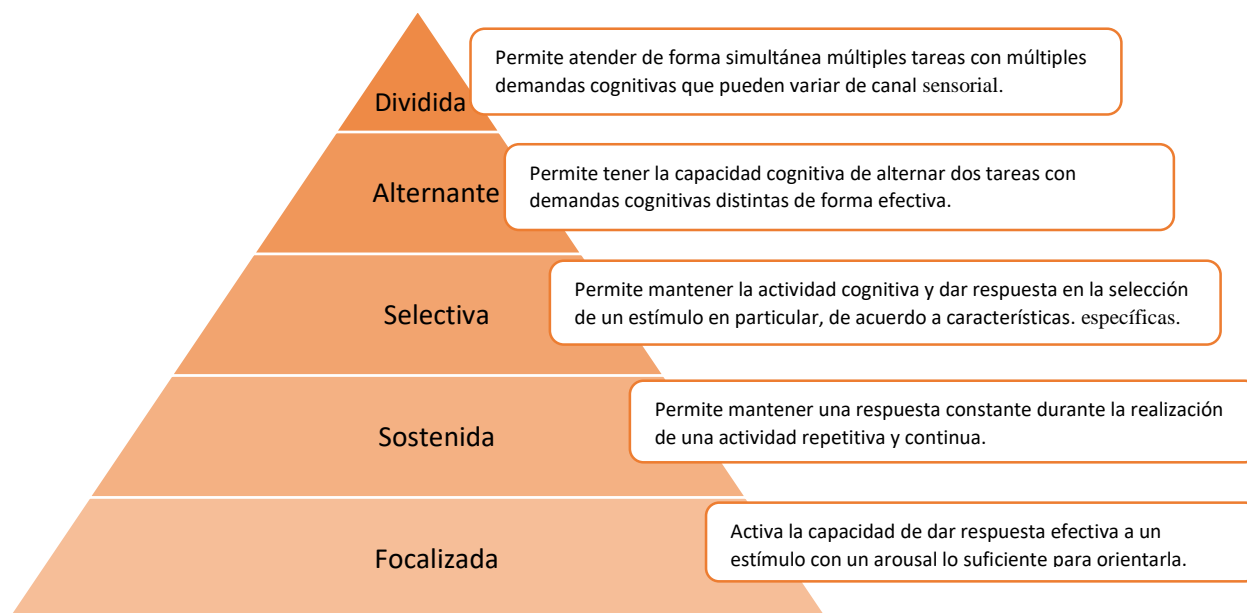 Permite atender de forma simultánea múltiples tareas con múltiples
demandas cognitivas que pueden variar de canal sensorial.
Dividida
Permite tener la capacidad cognitiva de alternar dos tareas con
demandas cognitivas distintas de forma efectiva.
Alternante
Permite mantener la actividad cognitiva y dar respuesta en la selección
de un estímulo en particular, de acuerdo a características. específicas.
Selectiva
Permite mantener una respuesta constante durante la realización
de una actividad repetitiva y continua.
Sostenida
Activa la capacidad de dar respuesta efectiva a un
estímulo con un arousal lo suficiente para orientarla.
Focalizada